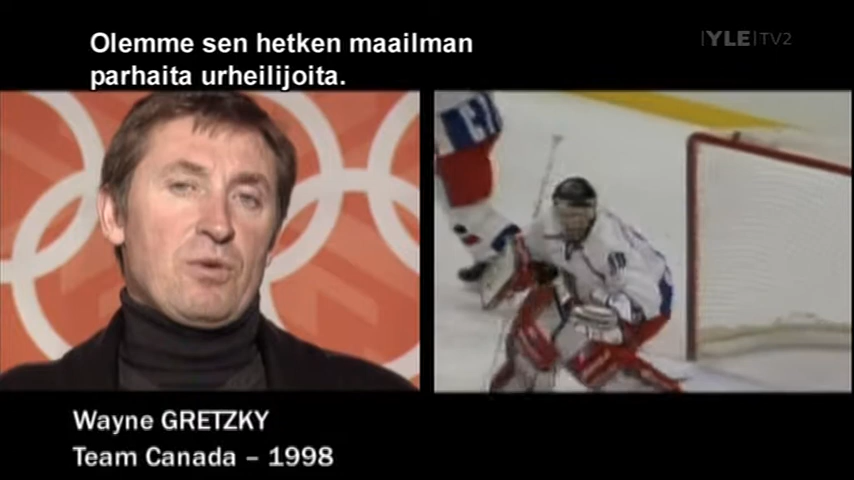 Olemme sen hetken maailman
parhaita urheilijoita.
YLE TV2
Wayne GRETZKY
Team Canada – 1998